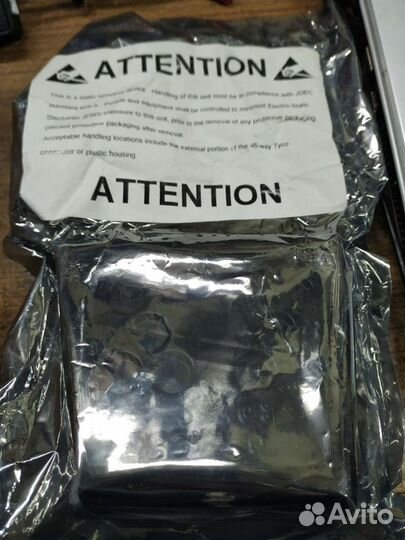 ATTENTION
This is a static sensitive device. Handling of this unit must be in compliance with JDEC
Standard 625-A. People and equipment shall be controlled to minimize Electro Static
Discharge (ESD) exposure to this unit, prior to the removal of any protective packaging.
Discard protective packaging after removal.
Acceptable handling locations include the external portion of the 46-way Tyco
connector or plastic housing.
ATTENTION
Avito